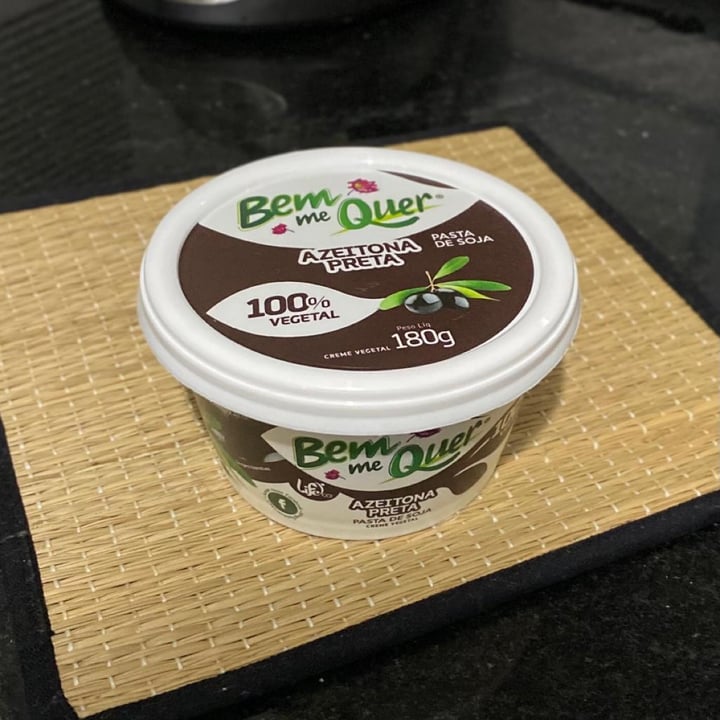 Bem
me Quer®
AZEITONA
PRETA
PASTA
DE SOJA
100%
VEGETAL
Peso Líq
CREME VEGETAL 180g
Bem
me Quer
Life
AZEITONA
PRETA
PASTA DE SOJA
CREME VEGETAL